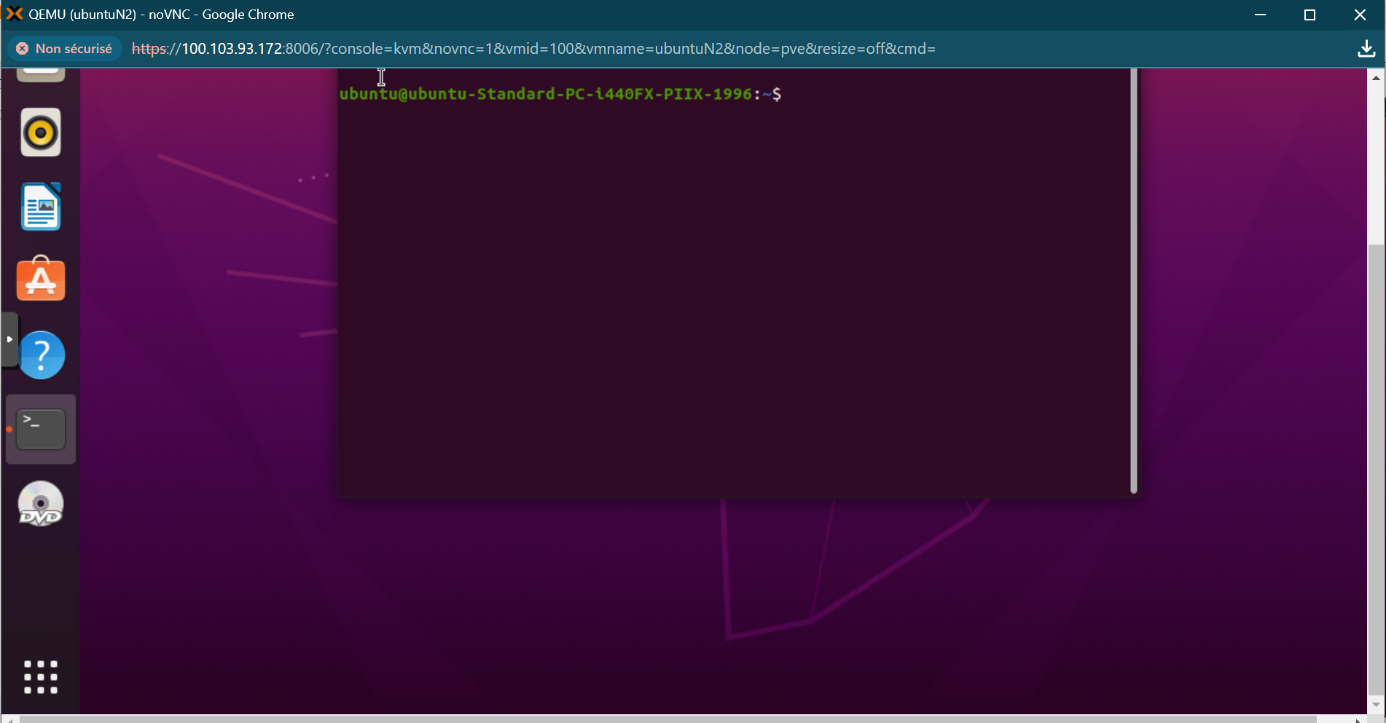 QEMU (ubuntuN2) - noVNC - Google Chrome
Non sécurisé https://100.103.93.172:8006/?console=kvm&novnc=1&vmid=100&vmname=ubuntuN2&node=pve&resize=off&cmd=
ubuntu@ubuntu-Standard-PC-i440FX-PIIX-1996:~$
?
>_
DVD